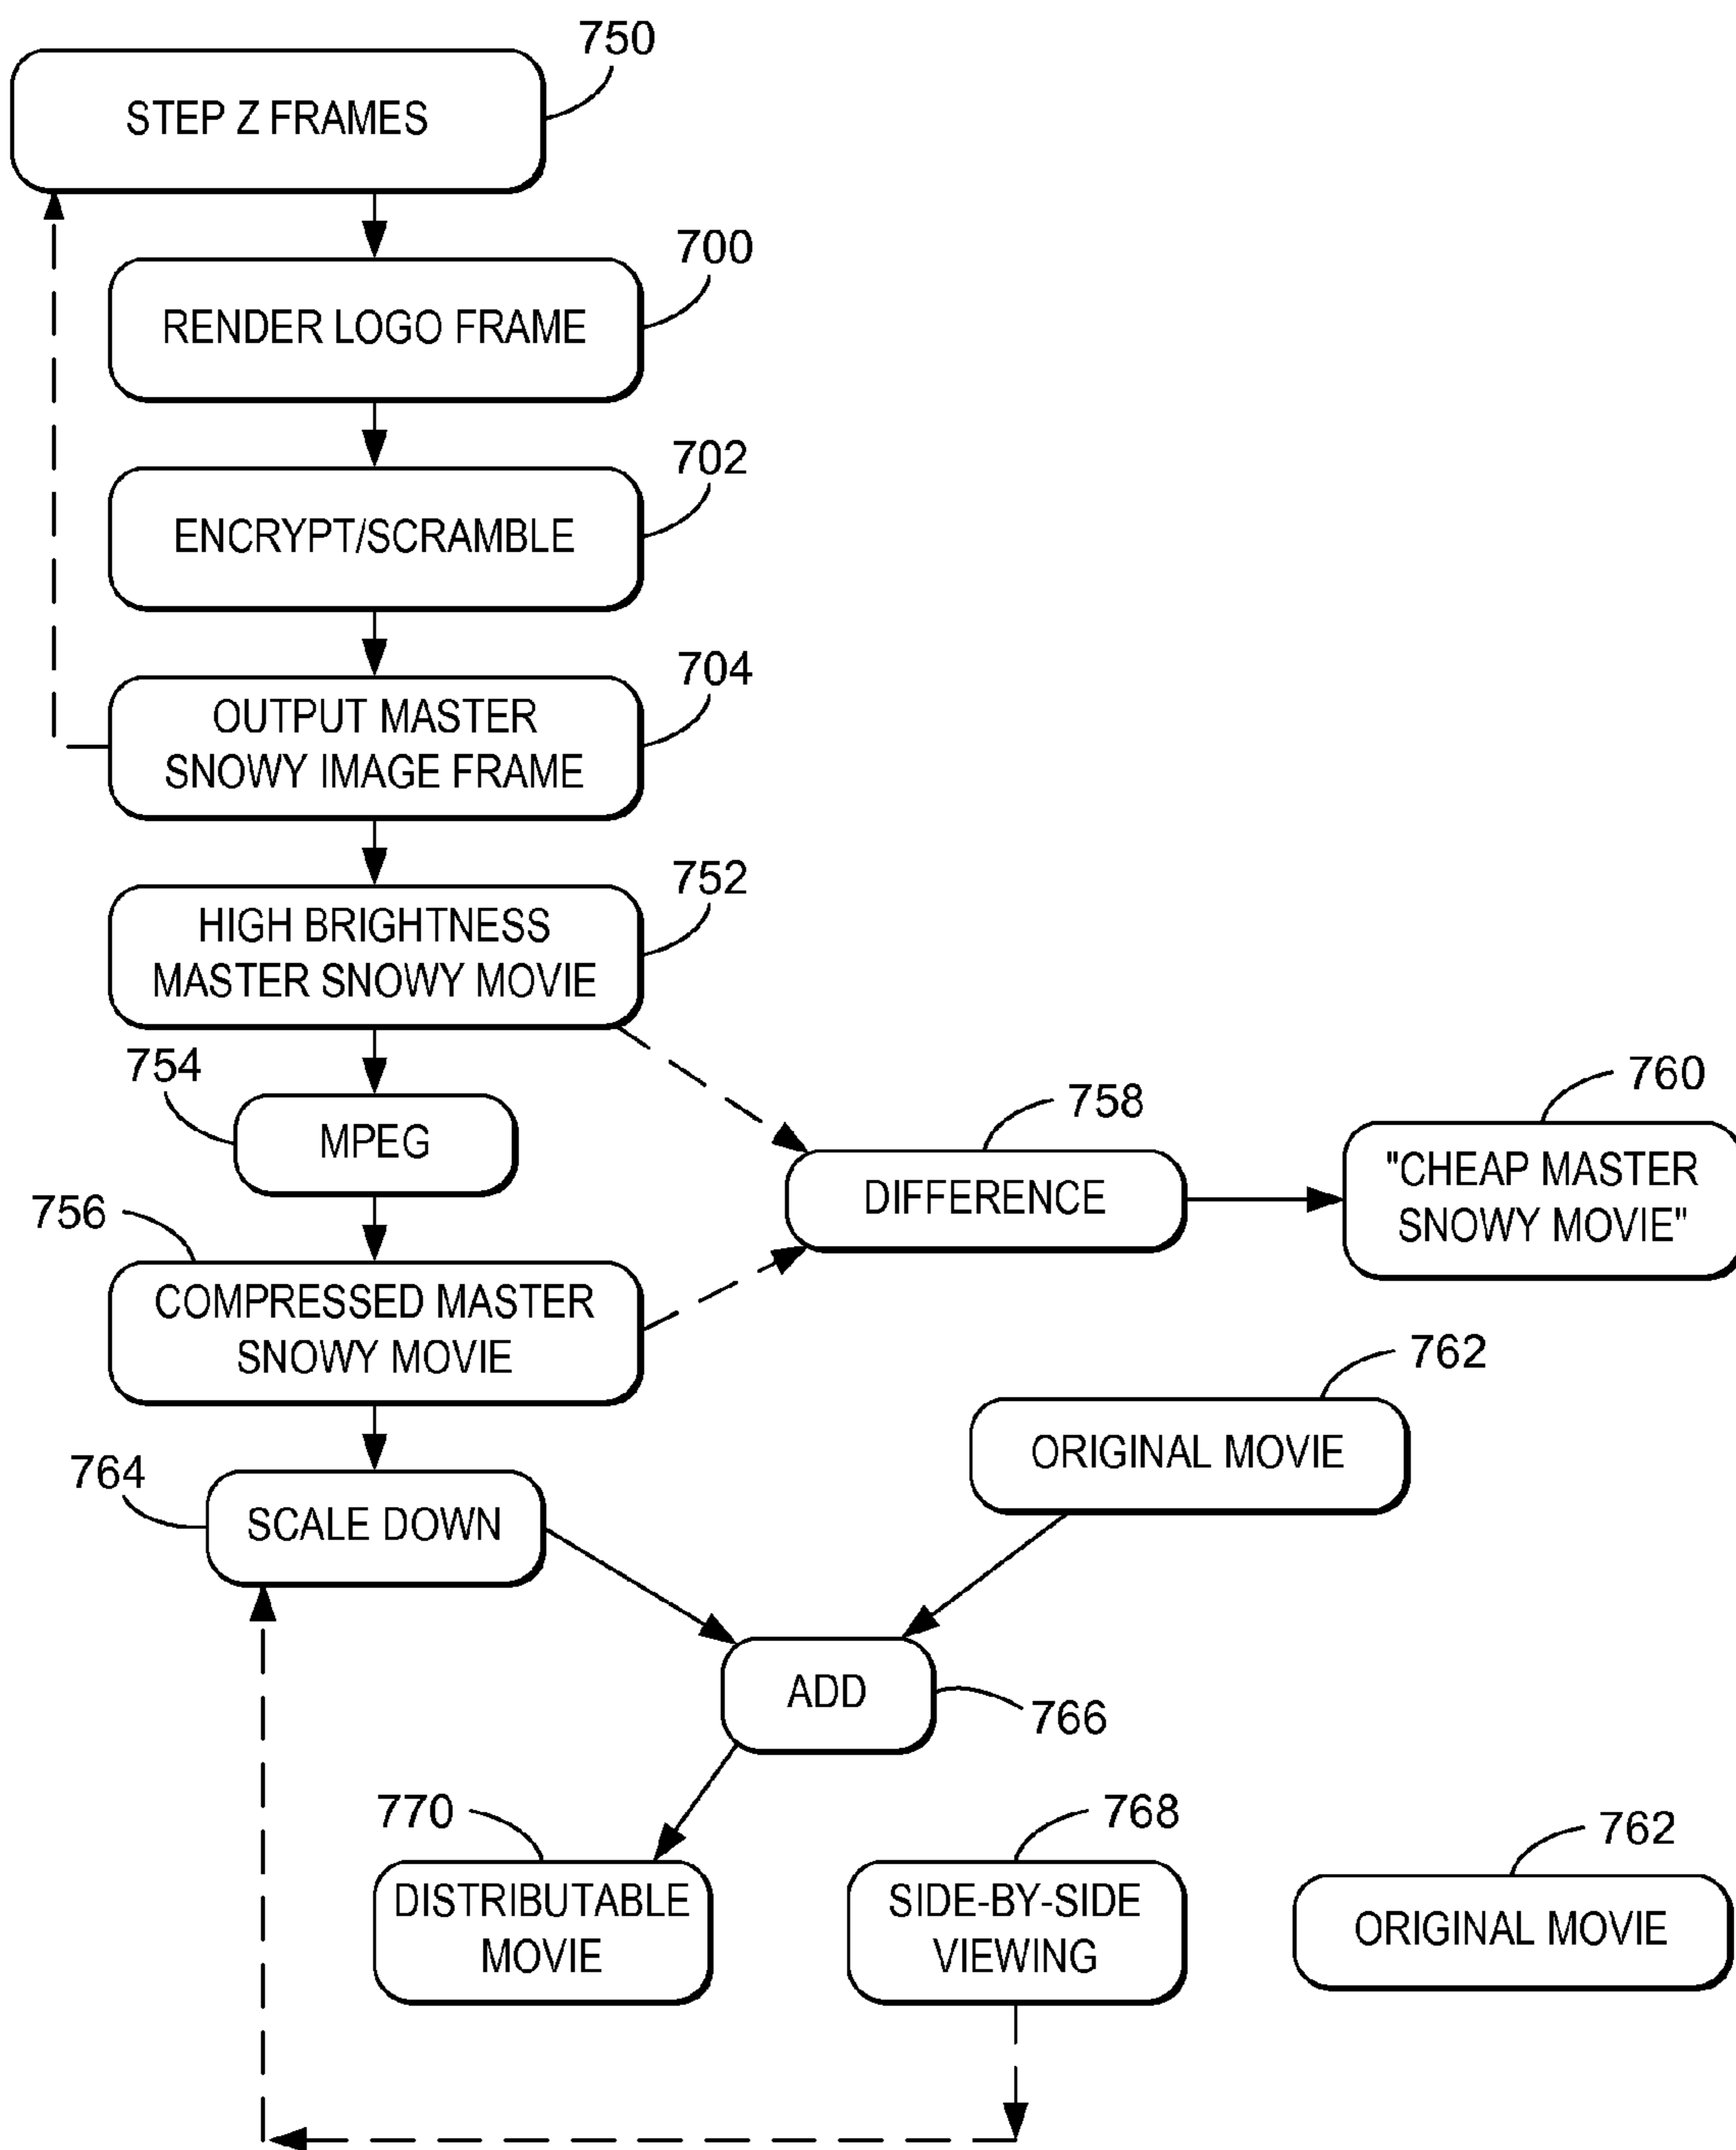 750
STEP Z FRAMES
700
RENDER LOGO FRAME
702
ENCRYPT/SCRAMBLE
704
OUTPUT MASTER
SNOWY IMAGE FRAME
752
HIGH BRIGHTNESS
MASTER SNOWY MOVIE
754
MPEG
758
DIFFERENCE
760
"CHEAP MASTER
SNOWY MOVIE"
756
COMPRESSED MASTER
SNOWY MOVIE
762
ORIGINAL MOVIE
764
SCALE DOWN
ADD
766
770
DISTRIBUTABLE
MOVIE
768
SIDE-BY-SIDE
VIEWING
762
ORIGINAL MOVIE